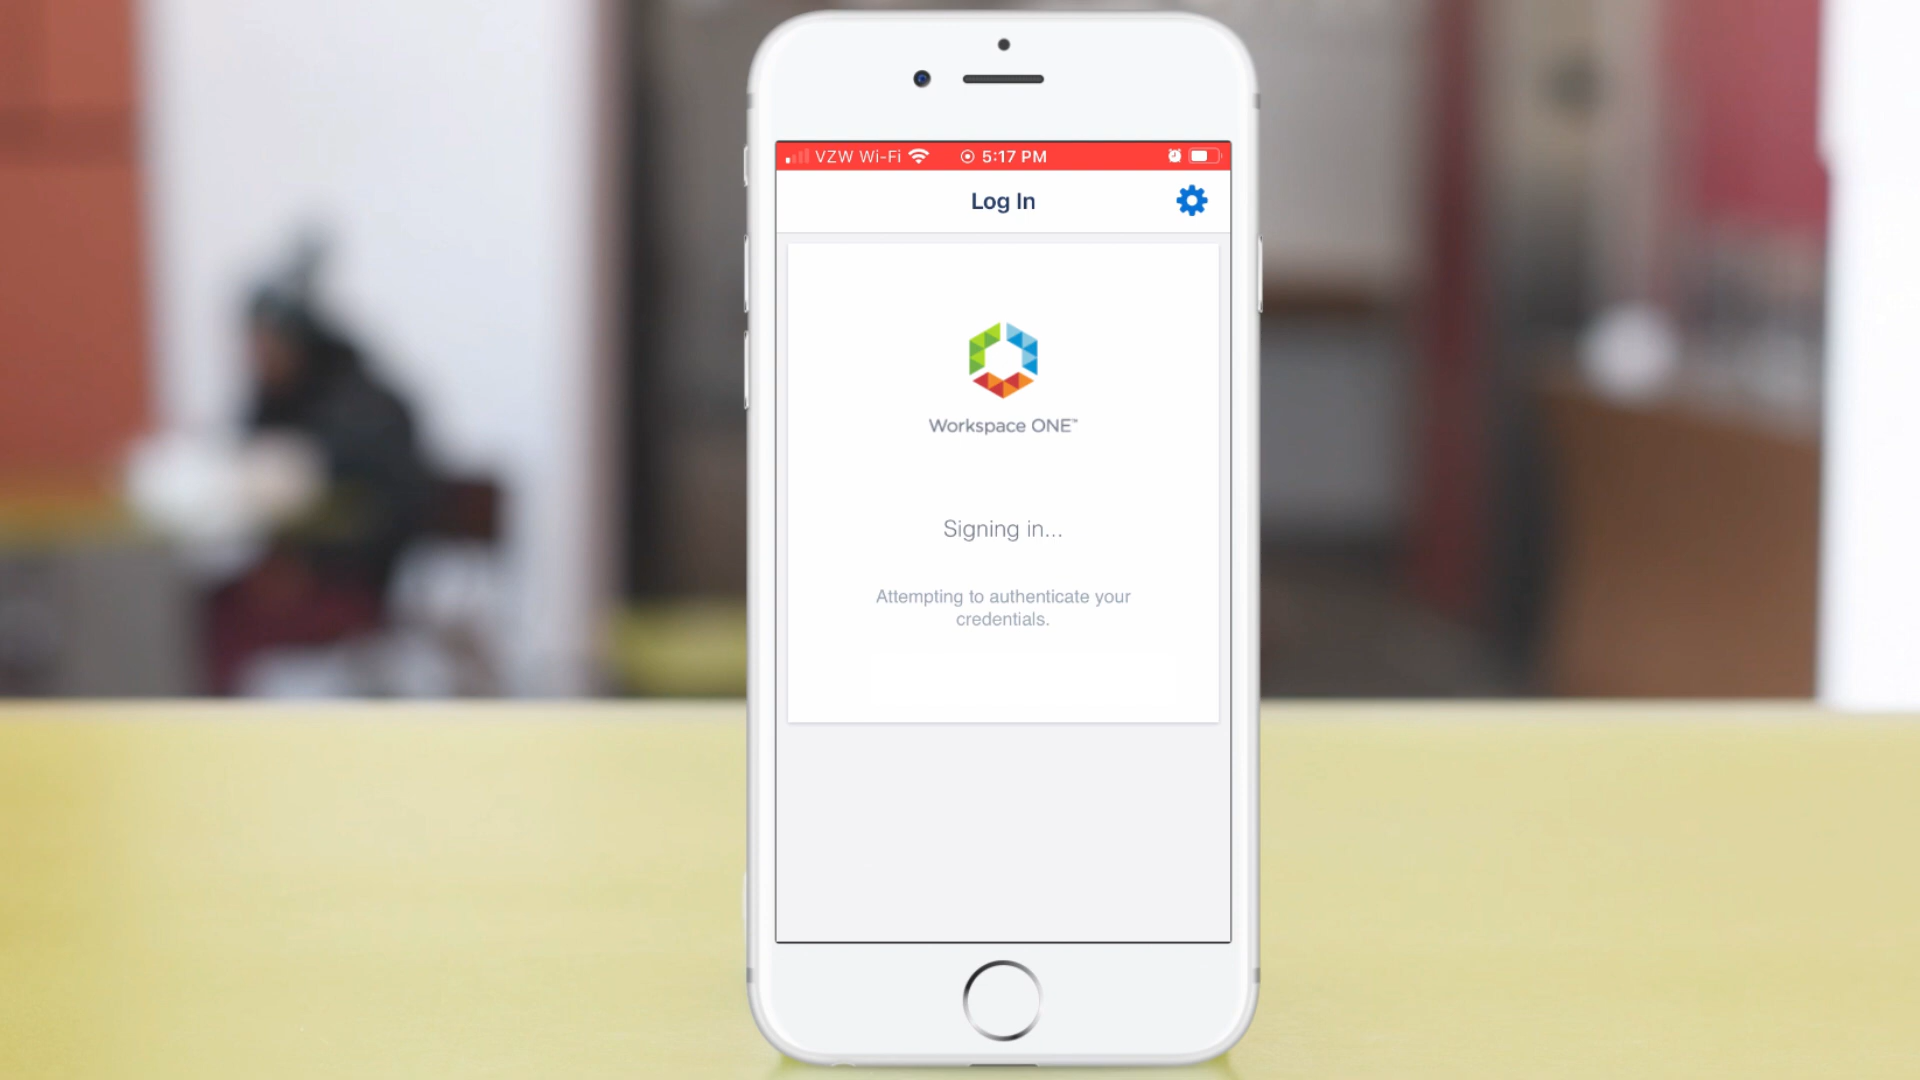 VZW Wi-Fi 5:17 PM
Log In
Workspace ONE™
Signing in...
Attempting to authenticate your
credentials.